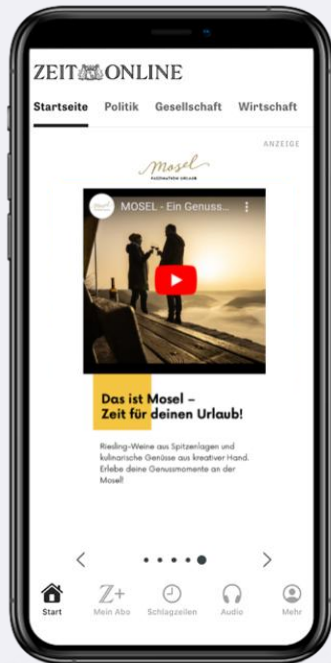 ZEIT ONLINE
Startseite Politik Gesellschaft Wirtschaft
ANZEIGE
Mosel
FASZINATION URLAUB
MOSEL - Ein Genuss...
Das ist Mosel –
Zeit für deinen Urlaub!
Riesling-Weine aus Spitzenlagen und
kulinarische Genüsse aus kreativer Hand.
Erlebe deine Genussmomente an der
Mosel!
Start Mein Abo Schlagzeilen Audio Mehr
Z+